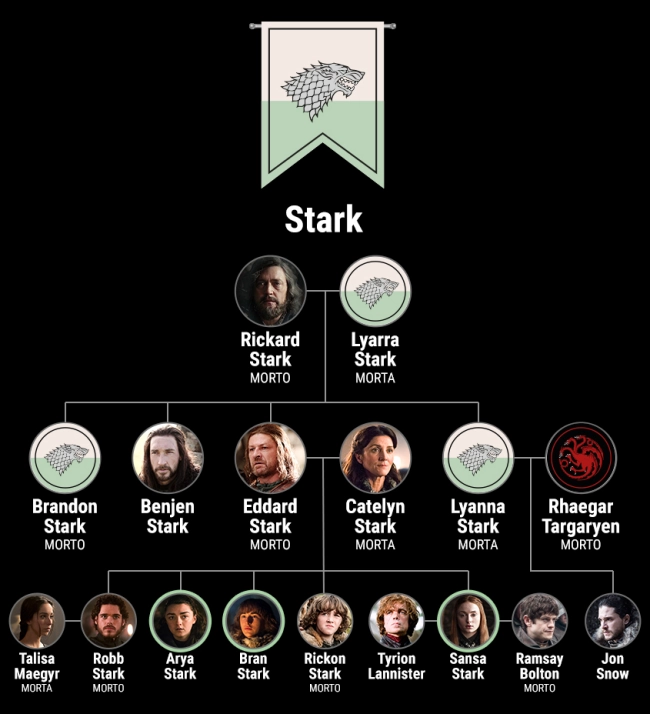 Stark
Rickard
Stark
MORTO
Lyarra
Stark
MORTA
Brandon
Stark
MORTO
Benjen
Stark
Eddard
Stark
MORTO
Catelyn
Stark
MORTA
Lyanna
Stark
MORTA
Rhaegar
Targaryen
MORTO
Talisa
Maegyr
MORTA
Robb
Stark
MORTO
Arya
Stark
Bran
Stark
Rickon
Stark
MORTO
Tyrion
Lannister
Sansa
Stark
Ramsay
Bolton
MORTO
Jon
Snow